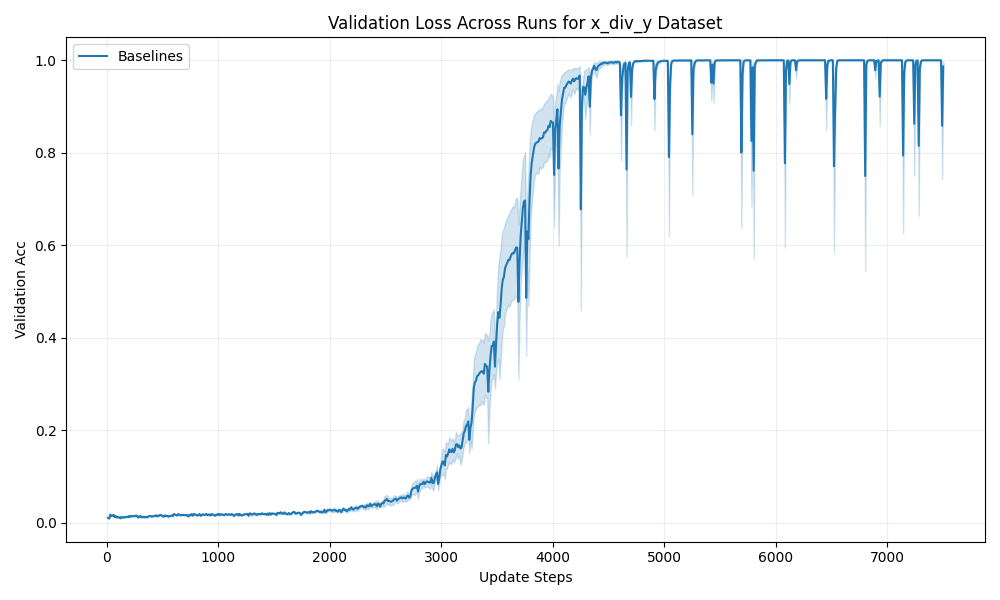 Validation Loss Across Runs for x_div_y Dataset
Baselines
Validation Acc
1.0
0.8
0.6
0.4
0.2
0.0
0 1000 2000 3000 4000 5000 6000 7000
Update Steps